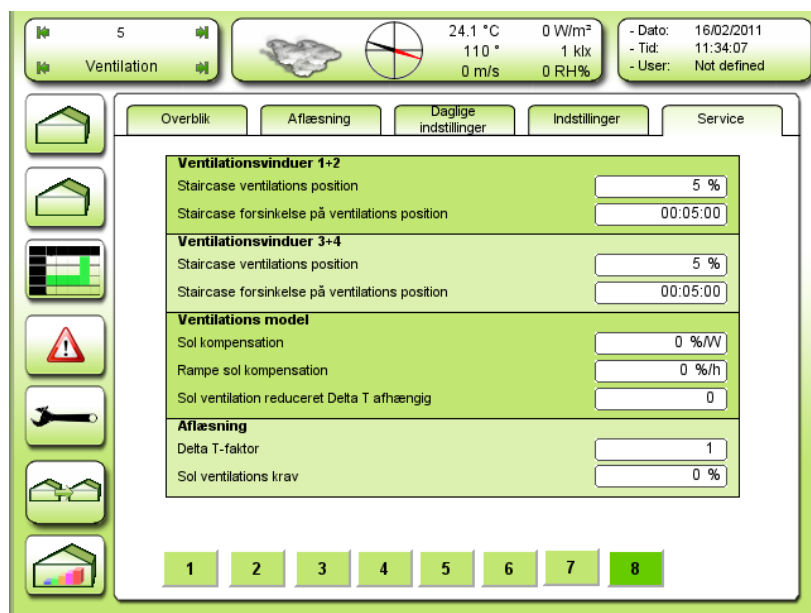 5
Ventilation
24.1 °C 0 W/m²
110 ° 1 klx
0 m/s 0 RH%
- Dato: 16/02/2011
- Tid: 11:34:07
- User: Not defined
Overblik
Aflæsning
Daglige
indstillinger
Indstillinger
Service
Ventilationsvinduer 1+2
Staircase ventilations position 5 %
Staircase forsinkelse på ventilations position 00:05:00
Ventilationsvinduer 3+4
Staircase ventilations position 5 %
Staircase forsinkelse på ventilations position 00:05:00
Ventilations model
Sol kompensation 0 %/W
Rampe sol kompensation 0 %/h
Sol ventilation reduceret Delta T afhængig 0
Aflæsning
Delta T-faktor 1
Sol ventilations krav 0 %
1 2 3 4 5 6 7 8